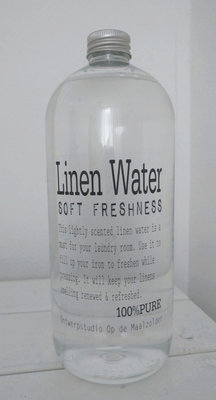 Linen Water
SOFT FRESHNESS
This lightly scented linen water is a
must for your laundry room. Use it to
fill up your iron to freshen while
pressing. It will keep your linens
smelling renewed & refreshed.
100%PURE
Ontwerpstudio Op de Maalzolder